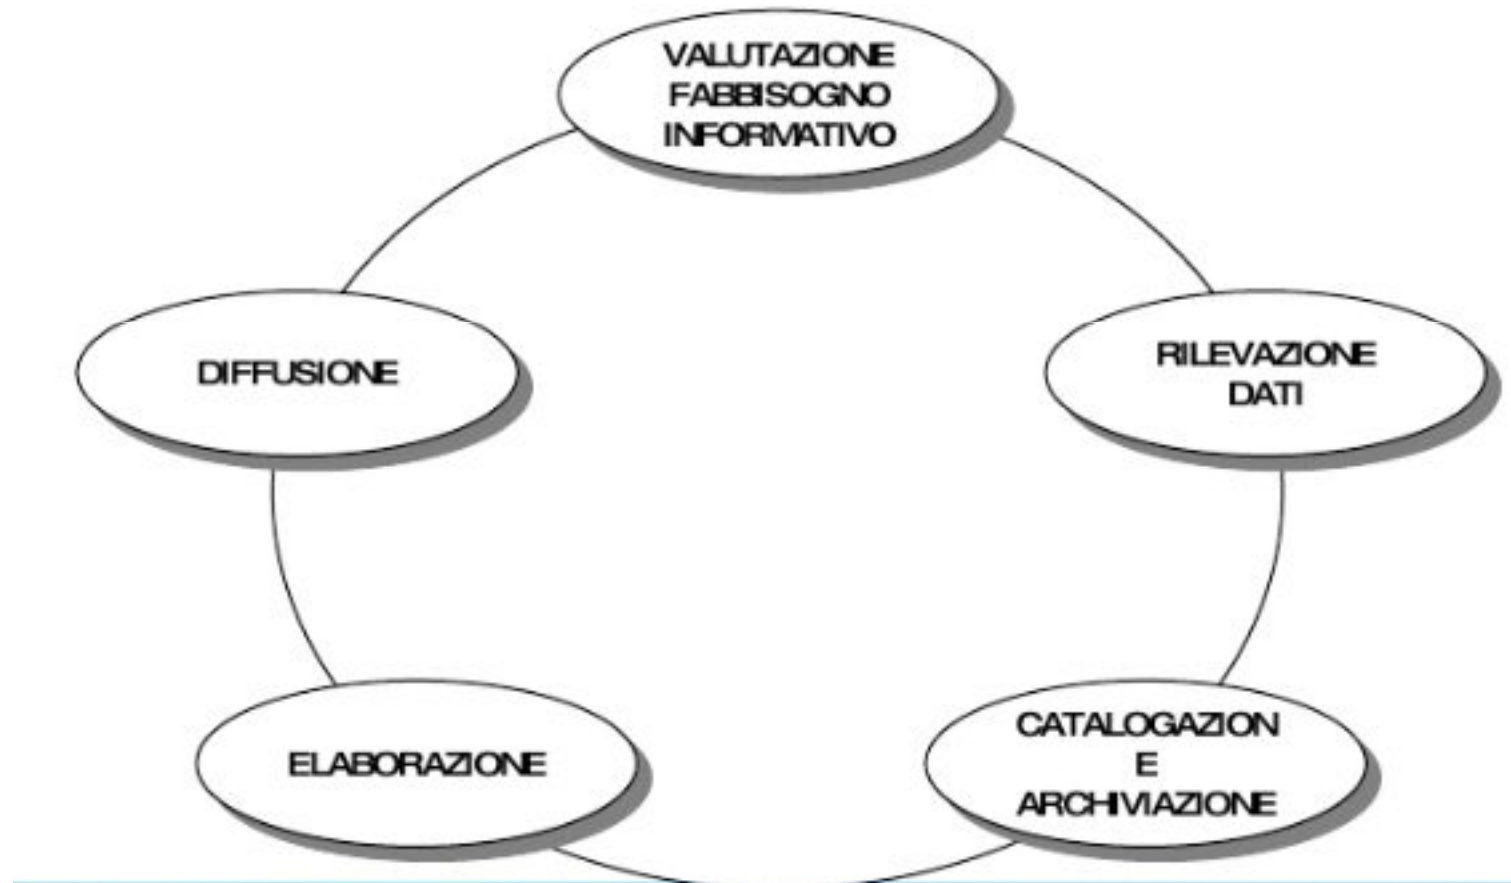 VALUTAZIONE
FABBISOGNO
INFORMATIVO
DIFFUSIONE
RILEVAZIONE
DATI
ELABORAZIONE
CATALOGAZION
E
ARCHIVIAZIONE